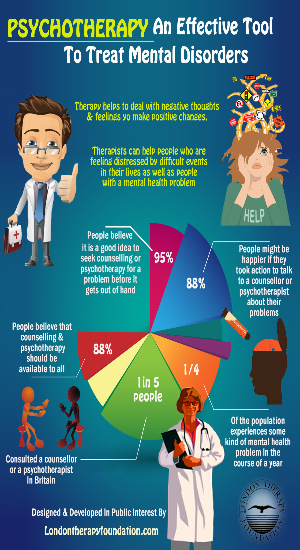 PSYCHOTHERAPY An Effective Tool
To Treat Mental Disorders
Therapy helps to deal with negative thoughts
& feelings yo make positive changes,
Therapists can help people who are
feeling distressed by difficult events
in their lives as well as people
with a mental health problem
HELP
People believe
it is a good idea to
seek counselling or
psychotherapy for a
problem before it
gets out of hand
95%
88%
People might be
happier if they
took action to talk
to a counsellor or
psychotherapist
about their
problems
People believe that
counselling &
psychotherapy
should be
available to all
88%
1 in 5
people
1/4
Consulted a counsellor
or a psychotherapist
in Britain
Of the population
experiences some
kind of mental health
problem in the
course of a year
Designed & Developed In Public Interest By
Londontherapyfoundation.com
LONDON THERAPY
FOUNDATION